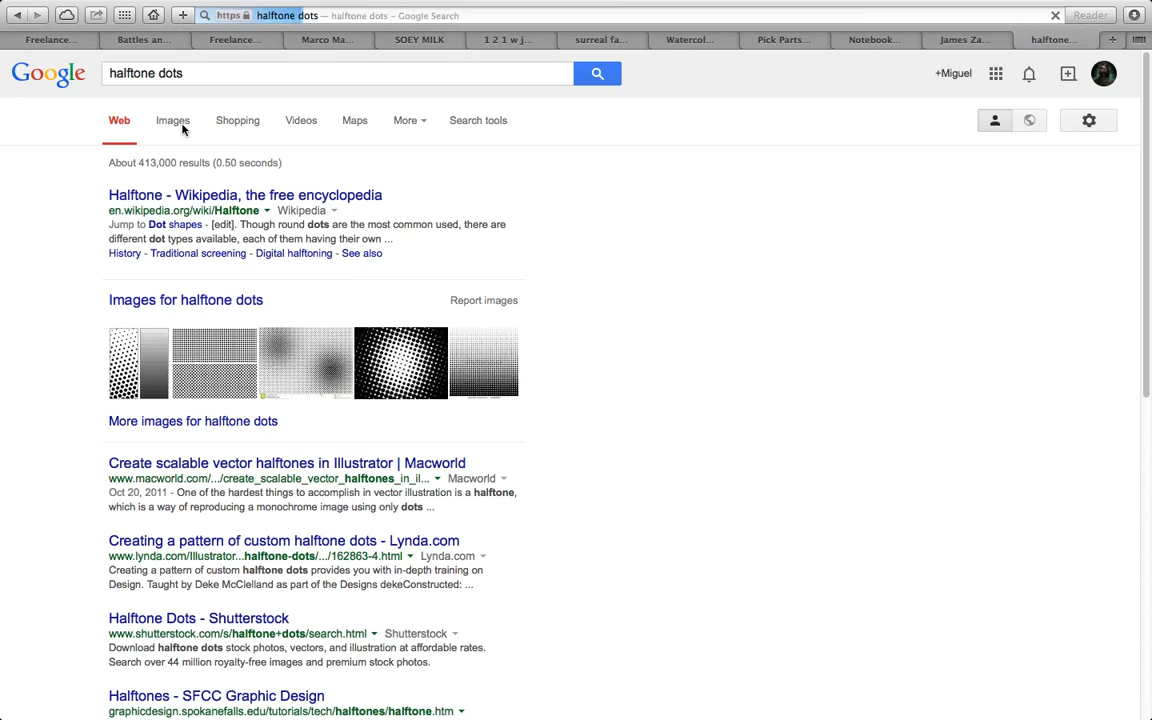 https halftone dots — halftone dots – Google Search
Reader
Freelance... Battles an... Freelance... Marco Ma... SOEY MILK 1 2 1 w j... surreal fa... Watercol... Pick Parts... Notebook... James Za... halftone...
Google halftone dots +Miguel
Web Images Shopping Videos Maps More Search tools
About 413,000 results (0.50 seconds)
Halftone - Wikipedia, the free encyclopedia
en.wikipedia.org/wiki/Halftone Wikipedia
Jump to Dot shapes - [edit]. Though round dots are the most common used, there are
different dot types available, each of them having their own ...
History - Traditional screening - Digital halftoning - See also
Images for halftone dots Report images
More images for halftone dots
Create scalable vector halftones in Illustrator | Macworld
www.macworld.com/.../create_scalable_vector_halftones_in_il... Macworld
Oct 20, 2011 - One of the hardest things to accomplish in vector illustration is a halftone,
which is a way of reproducing a monochrome image using only dots ...
Creating a pattern of custom halftone dots - Lynda.com
www.lynda.com/Illustrator...halftone-dots/.../162863-4.html Lynda.com
Creating a pattern of custom halftone dots provides you with in-depth training on
Design. Taught by Deke McClelland as part of the Designs dekeConstructed: ...
Halftone Dots - Shutterstock
www.shutterstock.com/s/halftone+dots/search.html Shutterstock
Download halftone dots stock photos, vectors, and illustration at affordable rates.
Search over 44 million royalty-free images and premium stock photos.
Halftones - SFCC Graphic Design
graphicdesign.spokanefalls.edu/tutorials/tech/halftones/halftone.htm